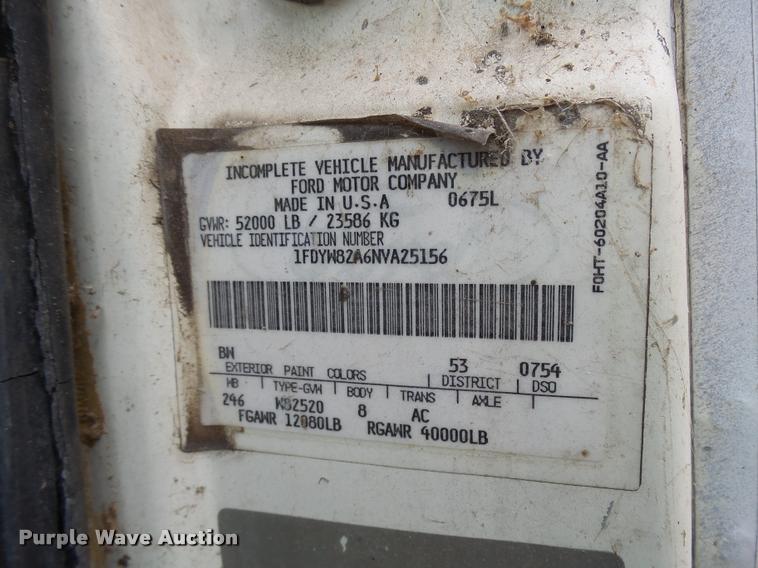 INCOMPLETE VEHICLE MANUFACTURED BY
FORD MOTOR COMPANY
MADE IN U.S.A 0675L
GVWR: 52000 LB / 23586 KG
VEHICLE IDENTIFICATION NUMBER
1FDYW82A6NVA25156
BN 53 0754
EXTERIOR PAINT COLORS DISTRICT DSO
WB TYPE-GVW BODY TRANS AXLE
246 W82520 8 AC
FGAWR 12080LB RGAWR 40000LB
F0HT-60204A10-AA
Purple Wave Auction